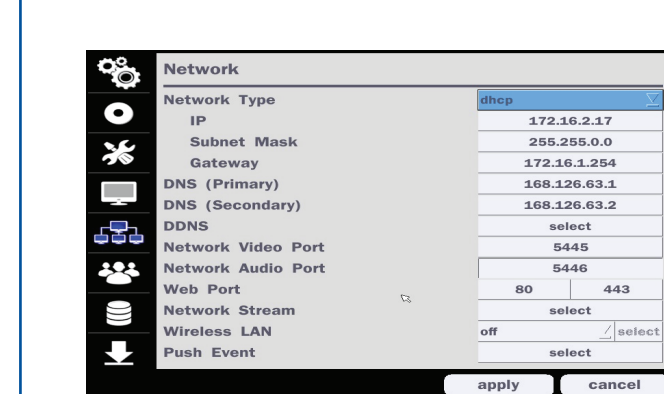 Network
Network Type dhcp
IP 172.16.2.17
Subnet Mask 255.255.0.0
Gateway 172.16.1.254
DNS (Primary) 168.126.63.1
DNS (Secondary) 168.126.63.2
DDNS select
Network Video Port 5445
Network Audio Port 5446
Web Port 80 443
Network Stream select
Wireless LAN off select
Push Event select
apply cancel